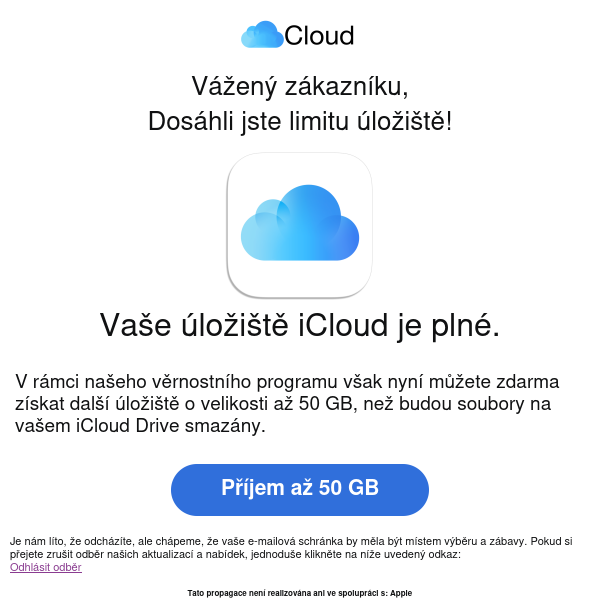 Cloud
Vážený zákazníku,
Dosáhli jste limitu úložiště!
Vaše úložiště iCloud je plné.
V rámci našeho věrnostního programu však nyní můžete zdarma
získat další úložiště o velikosti až 50 GB, než budou soubory na
vašem iCloud Drive smazány.
Příjem až 50 GB
Je nám líto, že odcházíte, ale chápeme, že vaše e-mailová schránka by měla být místem výběru a zábavy. Pokud si
přejete zrušit odběr našich aktualizací a nabídek, jednoduše klikněte na níže uvedený odkaz:
Odhlásit odběr
Tato propagace není realizována ani ve spolupráci s: Apple